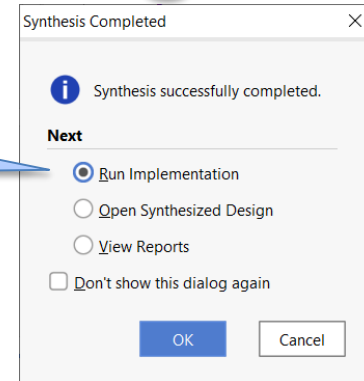 Synthesis Completed
Synthesis successfully completed.
Next
Run Implementation
Open Synthesized Design
View Reports
Don't show this dialog again
OK
Cancel